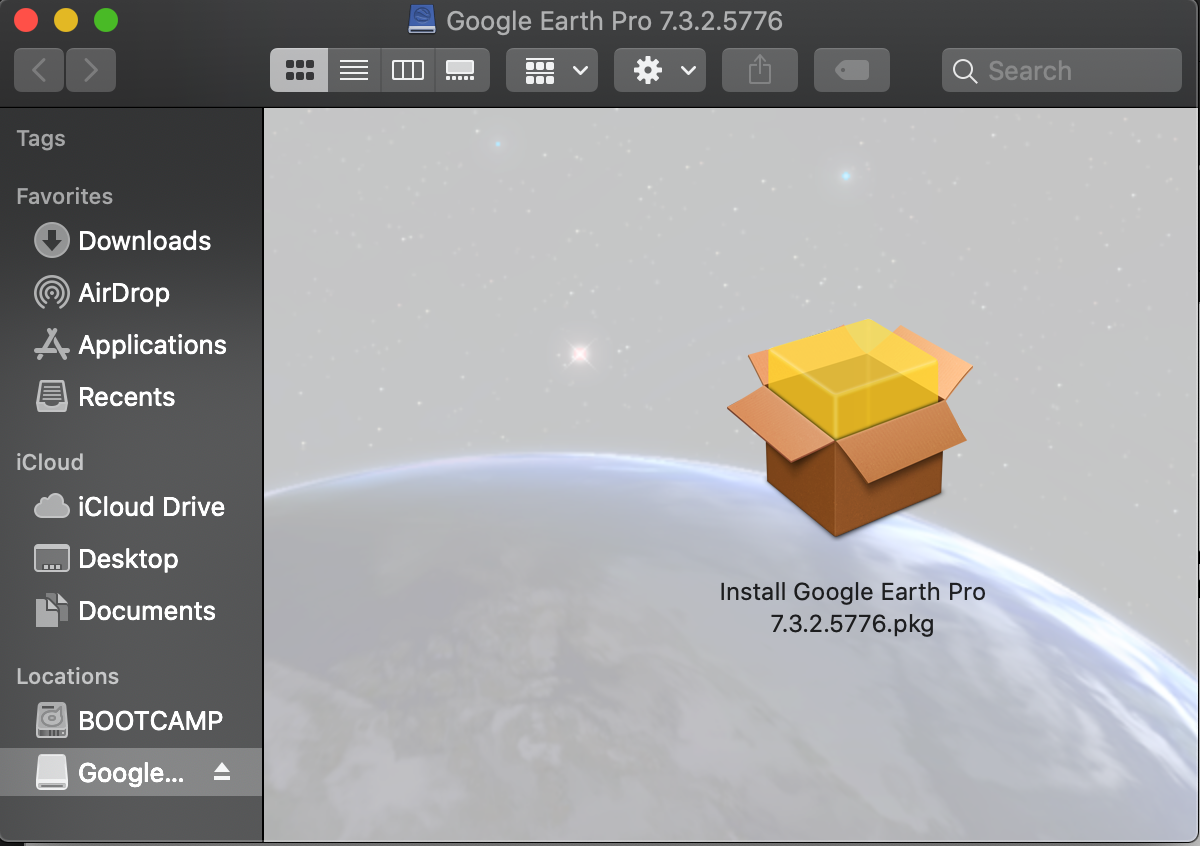 Google Earth Pro 7.3.2.5776
Search
Tags
Favorites
Downloads
AirDrop
Applications
Recents
iCloud
iCloud Drive
Desktop
Documents
Locations
BOOTCAMP
Google...
Install Google Earth Pro
7.3.2.5776.pkg